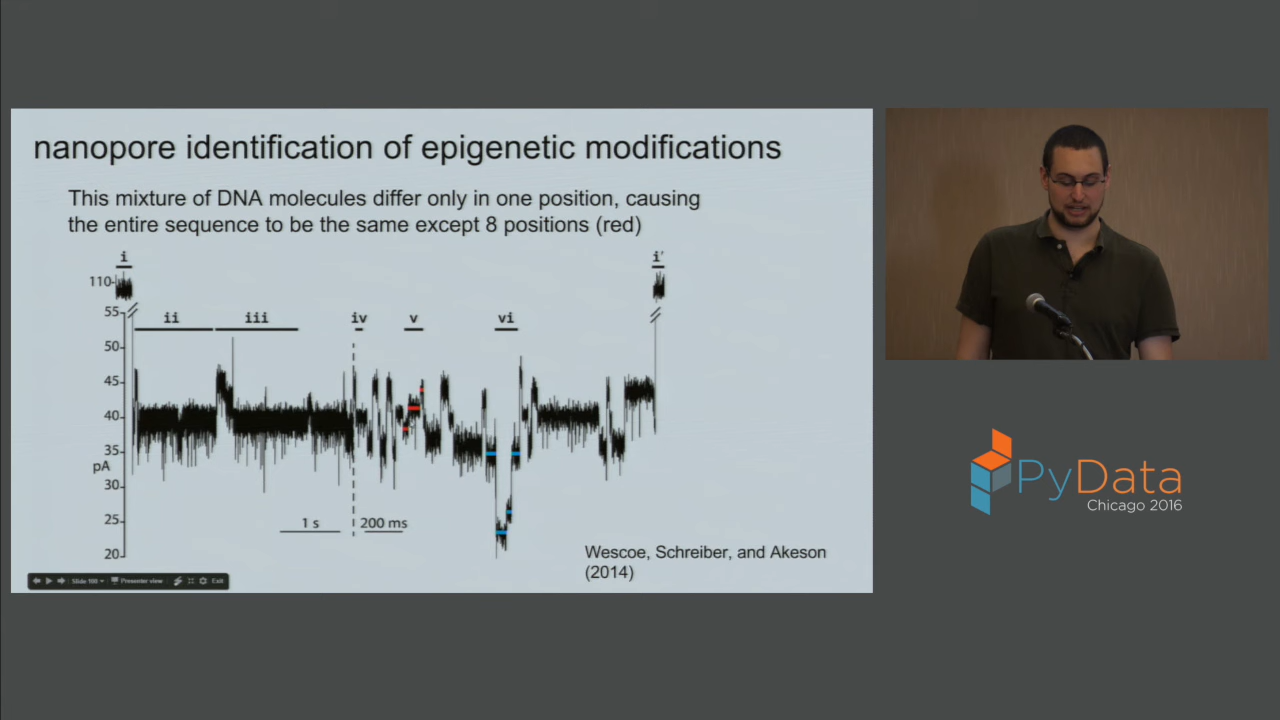 nanopore identification of epigenetic modifications
This mixture of DNA molecules differ only in one position, causing
the entire sequence to be the same except 8 positions (red)
i
i′
110
55
ii
iii
iv
v
vi
50
45
40
35
pA
30
25
20
1 s
200 ms
Wescoe, Schreiber, and Akeson
(2014)
Slide 100
Presenter view
Exit
PyData
Chicago 2016